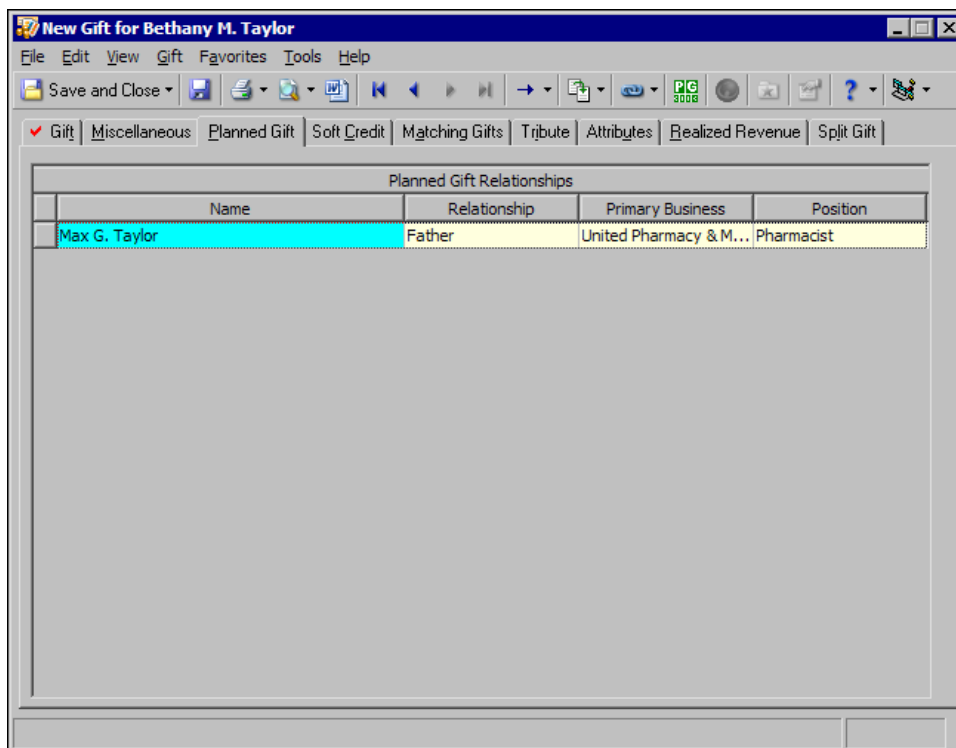 New Gift for Bethany M. Taylor
File Edit View Gift Favorites Tools Help
Save and Close PG 3000 ?
Gift Miscellaneous Planned Gift Soft Credit Matching Gifts Tribute Attributes Realized Revenue Split Gift
Planned Gift Relationships
Name Relationship Primary Business Position
Max G. Taylor Father United Pharmacy & M... Pharmacist